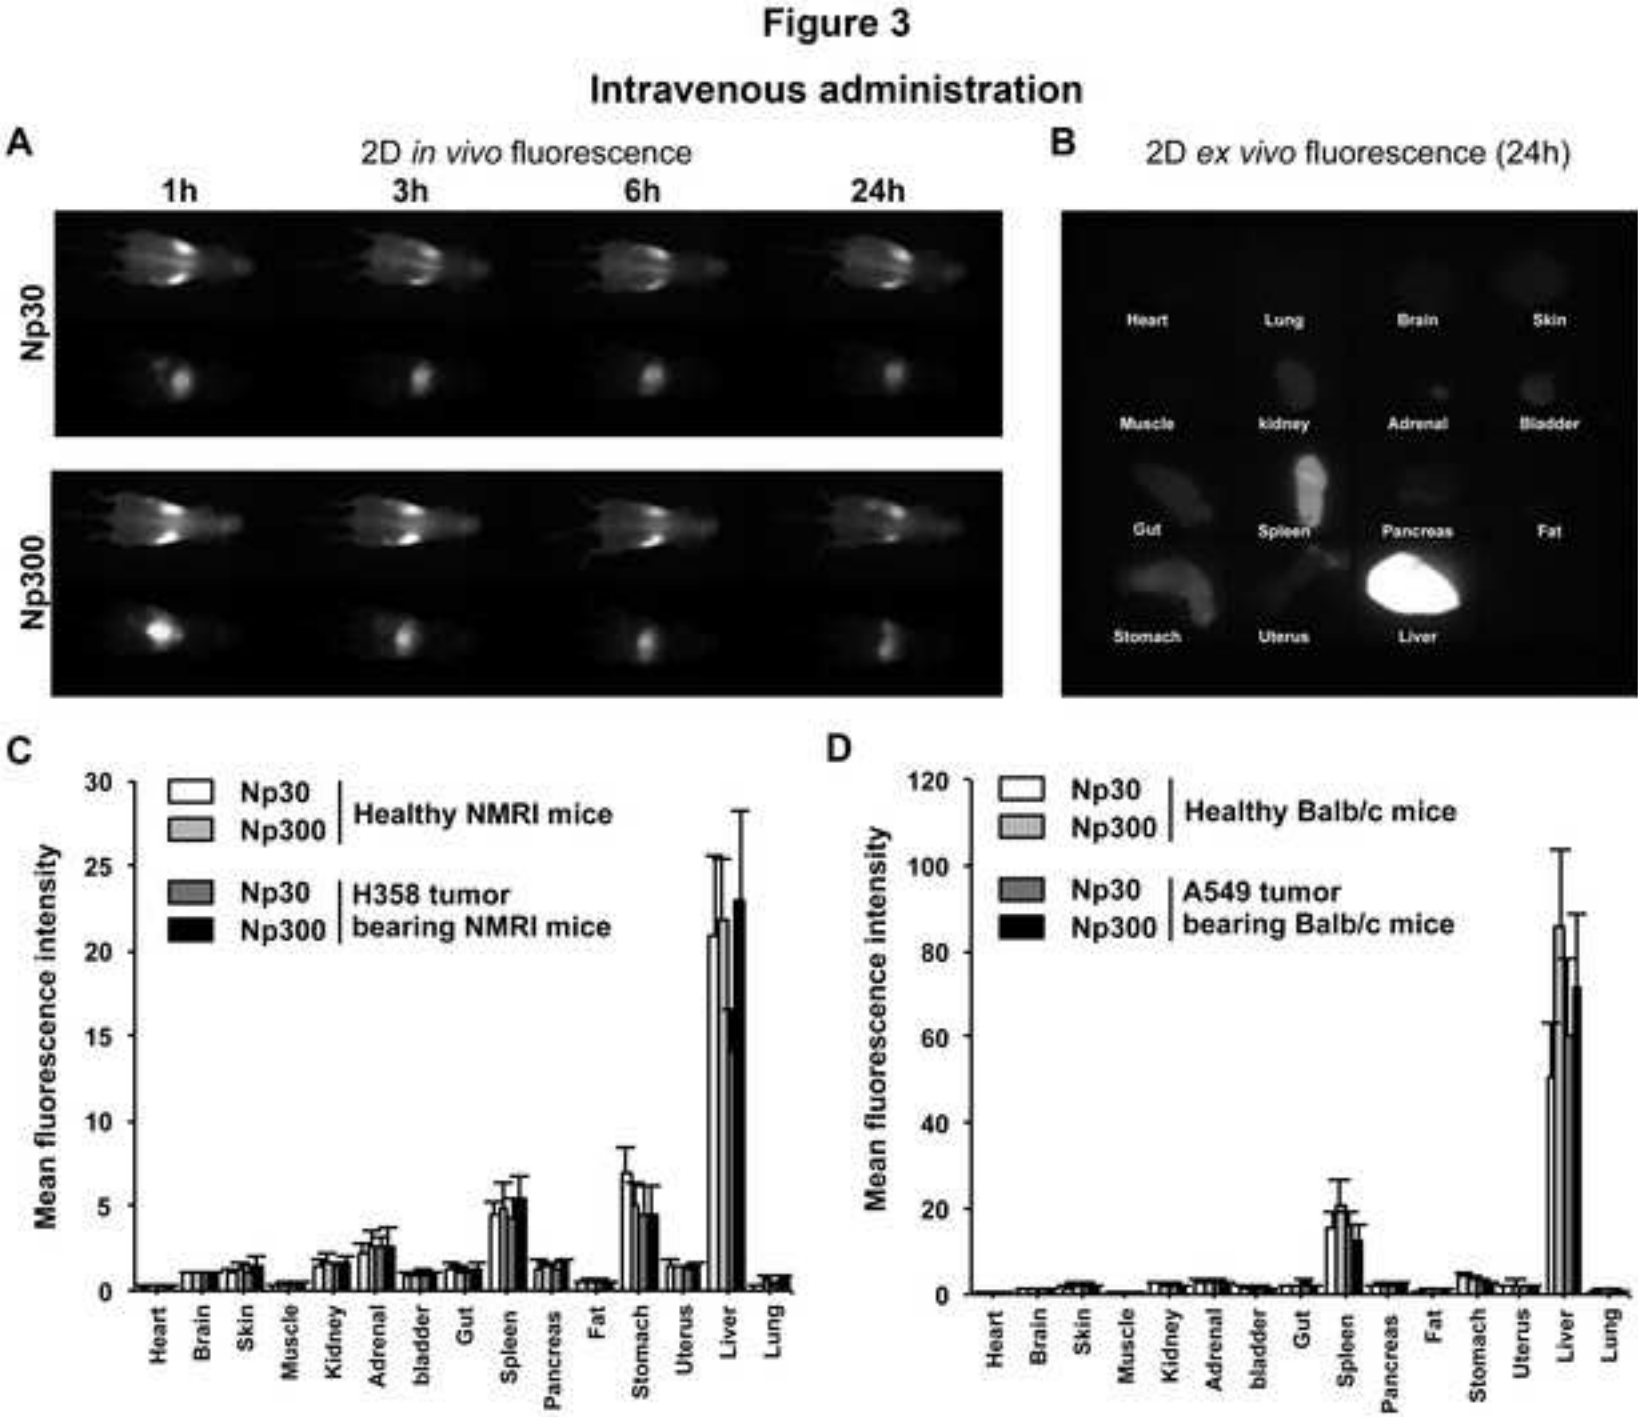 Figure 3
Intravenous administration
A
2D in vivo fluorescence
1h 3h 6h 24h
Np30
Np300
B
2D ex vivo fluorescence (24h)
Heart Lung Brain Skin
Muscle kidney Adrenal Bladder
Gut Spleen Pancreas Fat
Stomach Uterus Liver
C
Mean fluorescence intensity
30
25
20
15
10
5
0
Np30
Np300
Healthy NMRI mice
Np30
Np300
H358 tumor
bearing NMRI mice
Heart Brain Skin Muscle Kidney Adrenal bladder Gut Spleen Pancreas Fat Stomach Uterus Liver Lung
D
Mean fluorescence intensity
120
100
80
60
40
20
0
Np30
Np300
Healthy Balb/c mice
Np30
Np300
A549 tumor
bearing Balb/c mice
Heart Brain Skin Muscle Kidney Adrenal bladder Gut Spleen Pancreas Fat Stomach Uterus Liver Lung